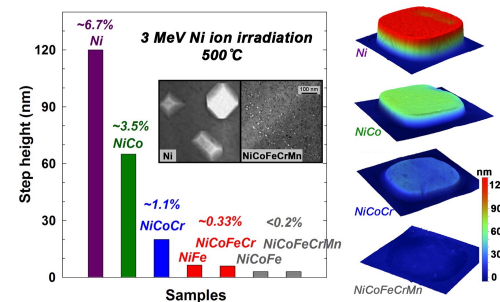 3 MeV Ni ion irradiation
500˚C
Step height (nm)
120
90
60
30
0
~6.7%
Ni
~3.5%
NiCo
~1.1%
NiCoCr
~0.33%
NiCoFeCr
NiFe
<0.2%
NiCoFeCrMn
NiCoFe
Samples
Ni
100 nm
NiCoFeCrMn
Ni
NiCo
NiCoCr
NiCoFeCrMn
nm
12
90
60
30
0